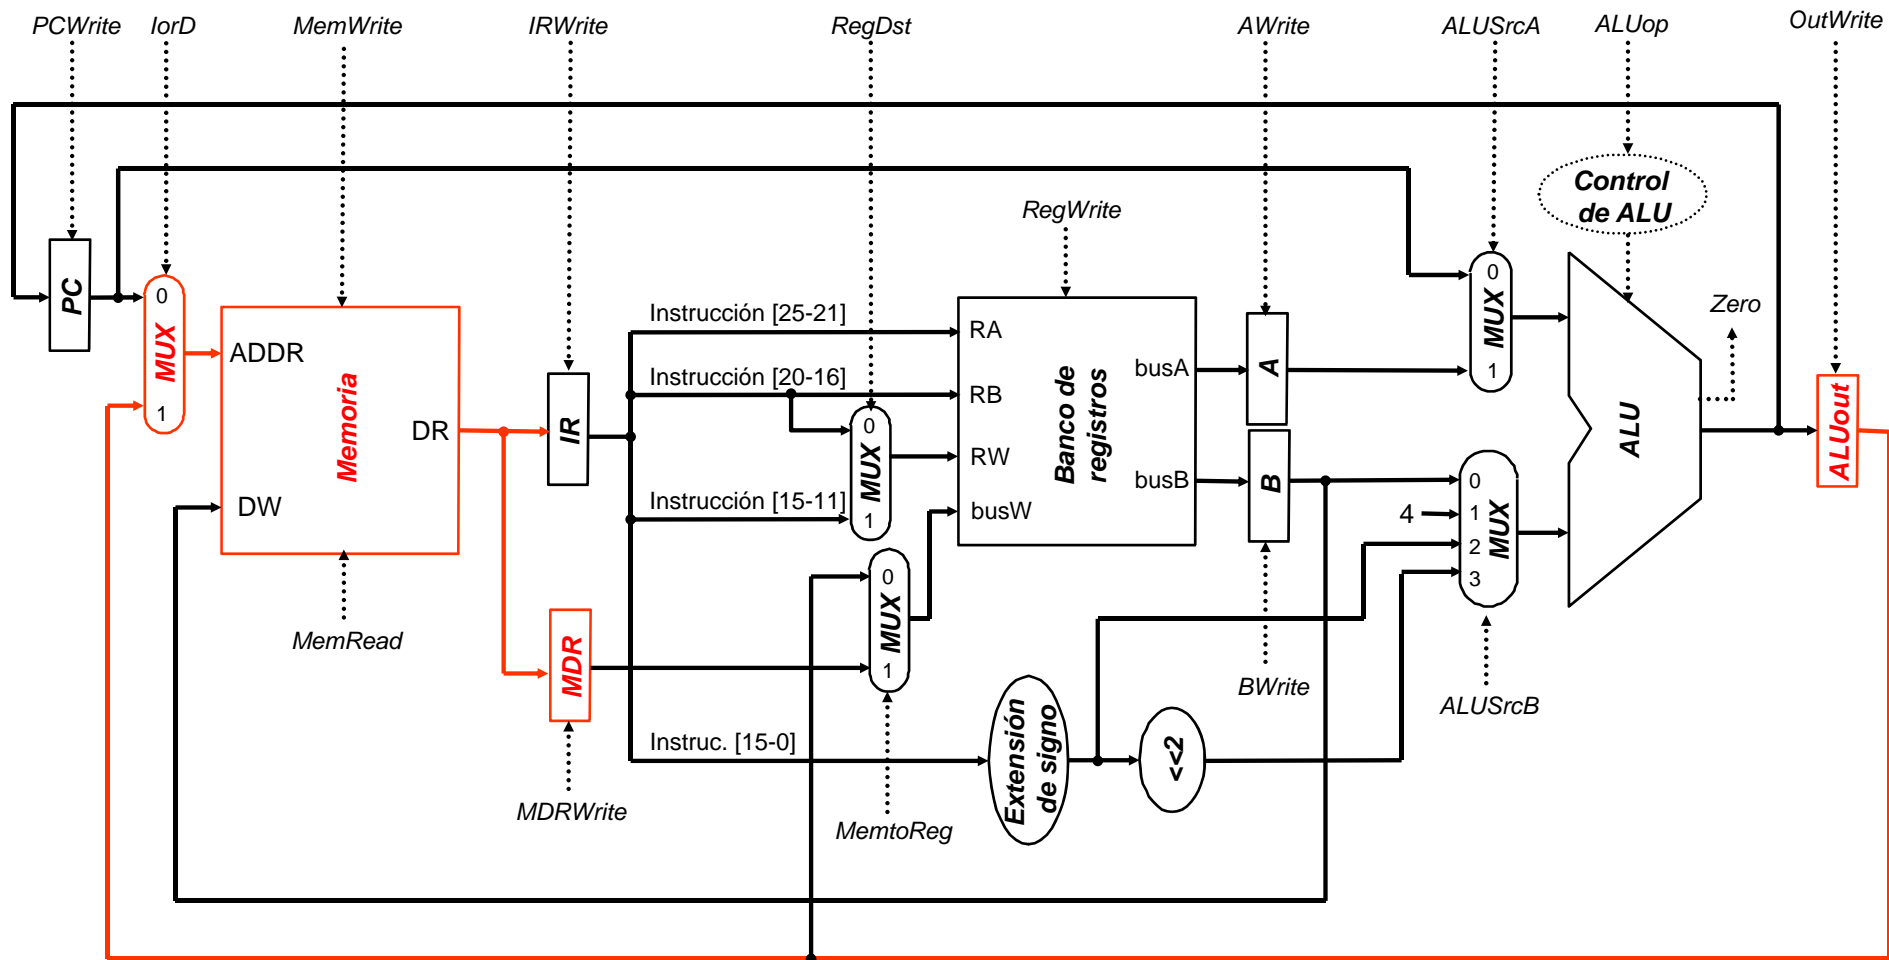 PCWrite
IorD
MemWrite
IRWrite
RegDst
AWrite
ALUSrcA
ALUop
OutWrite
Control
de ALU
RegWrite
PC
0
MUX
1
ADDR
Memoria
DR
DW
MemRead
IR
MDR
MDRWrite
Instrucción [25-21]
Instrucción [20-16]
Instrucción [15-11]
Instruc. [15-0]
0
MUX
1
0
MUX
1
MemtoReg
RA
RB
RW
busW
Banco de
registros
busA
busB
A
B
BWrite
Extensión
de signo
<<2
0
MUX
1
4
0
1
2
3
MUX
ALUSrcB
ALU
Zero
ALUout